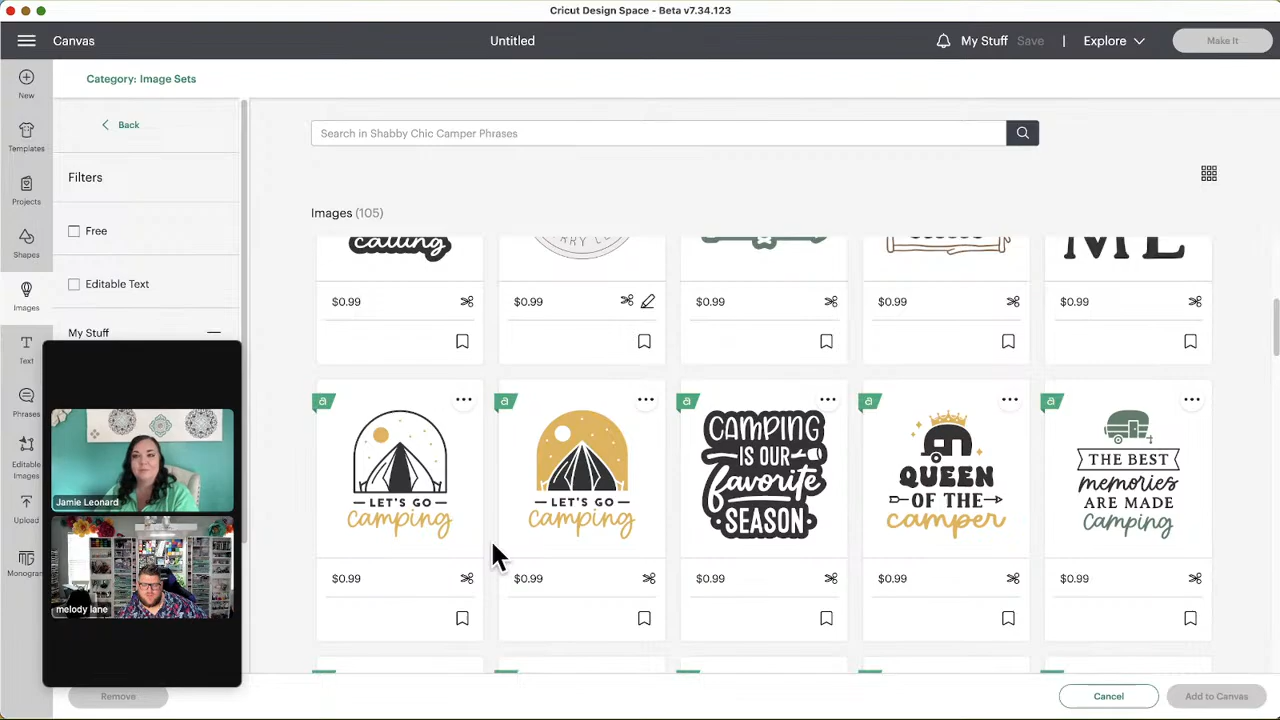 Cricut Design Space - Beta v7.34.123
Canvas
Untitled
My Stuff Save | Explore
Make It
New
Templates
Projects
Shapes
Images
Text
Phrases
Editable
Images
Upload
Monogram
Category: Image Sets
Back
Filters
Free
Editable Text
My Stuff
Jamie Leonard
melody lane
Search in Shabby Chic Camper Phrases
Images (105)
calling
ME
$0.99
$0.99
$0.99
$0.99
$0.99
a
LET'S GO
camping
a
LET'S GO
camping
a
CAMPING
IS OUR
favorite
SEASON
a
QUEEN
OF THE
camper
a
THE BEST
memories
ARE MADE
camping
$0.99
$0.99
$0.99
$0.99
$0.99
Remove
Cancel
Add to Canvas